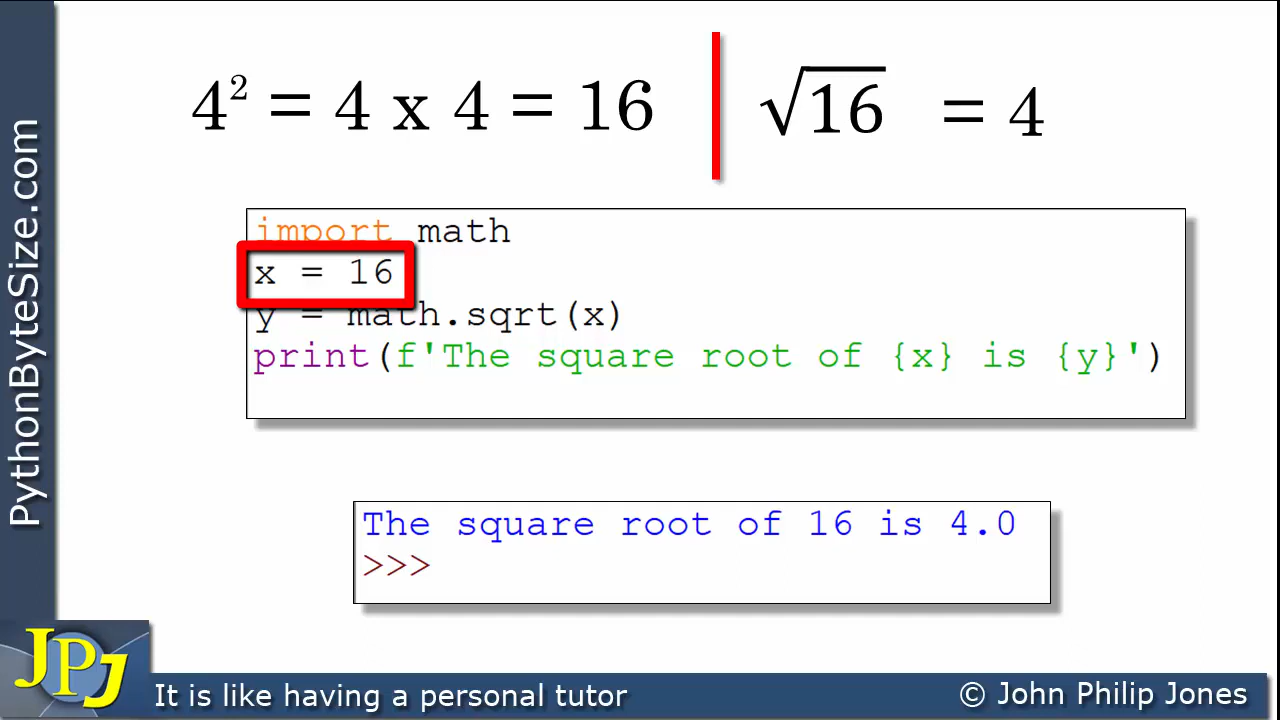 4² = 4 x 4 = 16
√16 = 4
import math
x = 16
y = math.sqrt(x)
print(f'The square root of {x} is {y}')
The square root of 16 is 4.0
>>>
PythonByteSize.com
JPJ
It is like having a personal tutor
© John Philip Jones